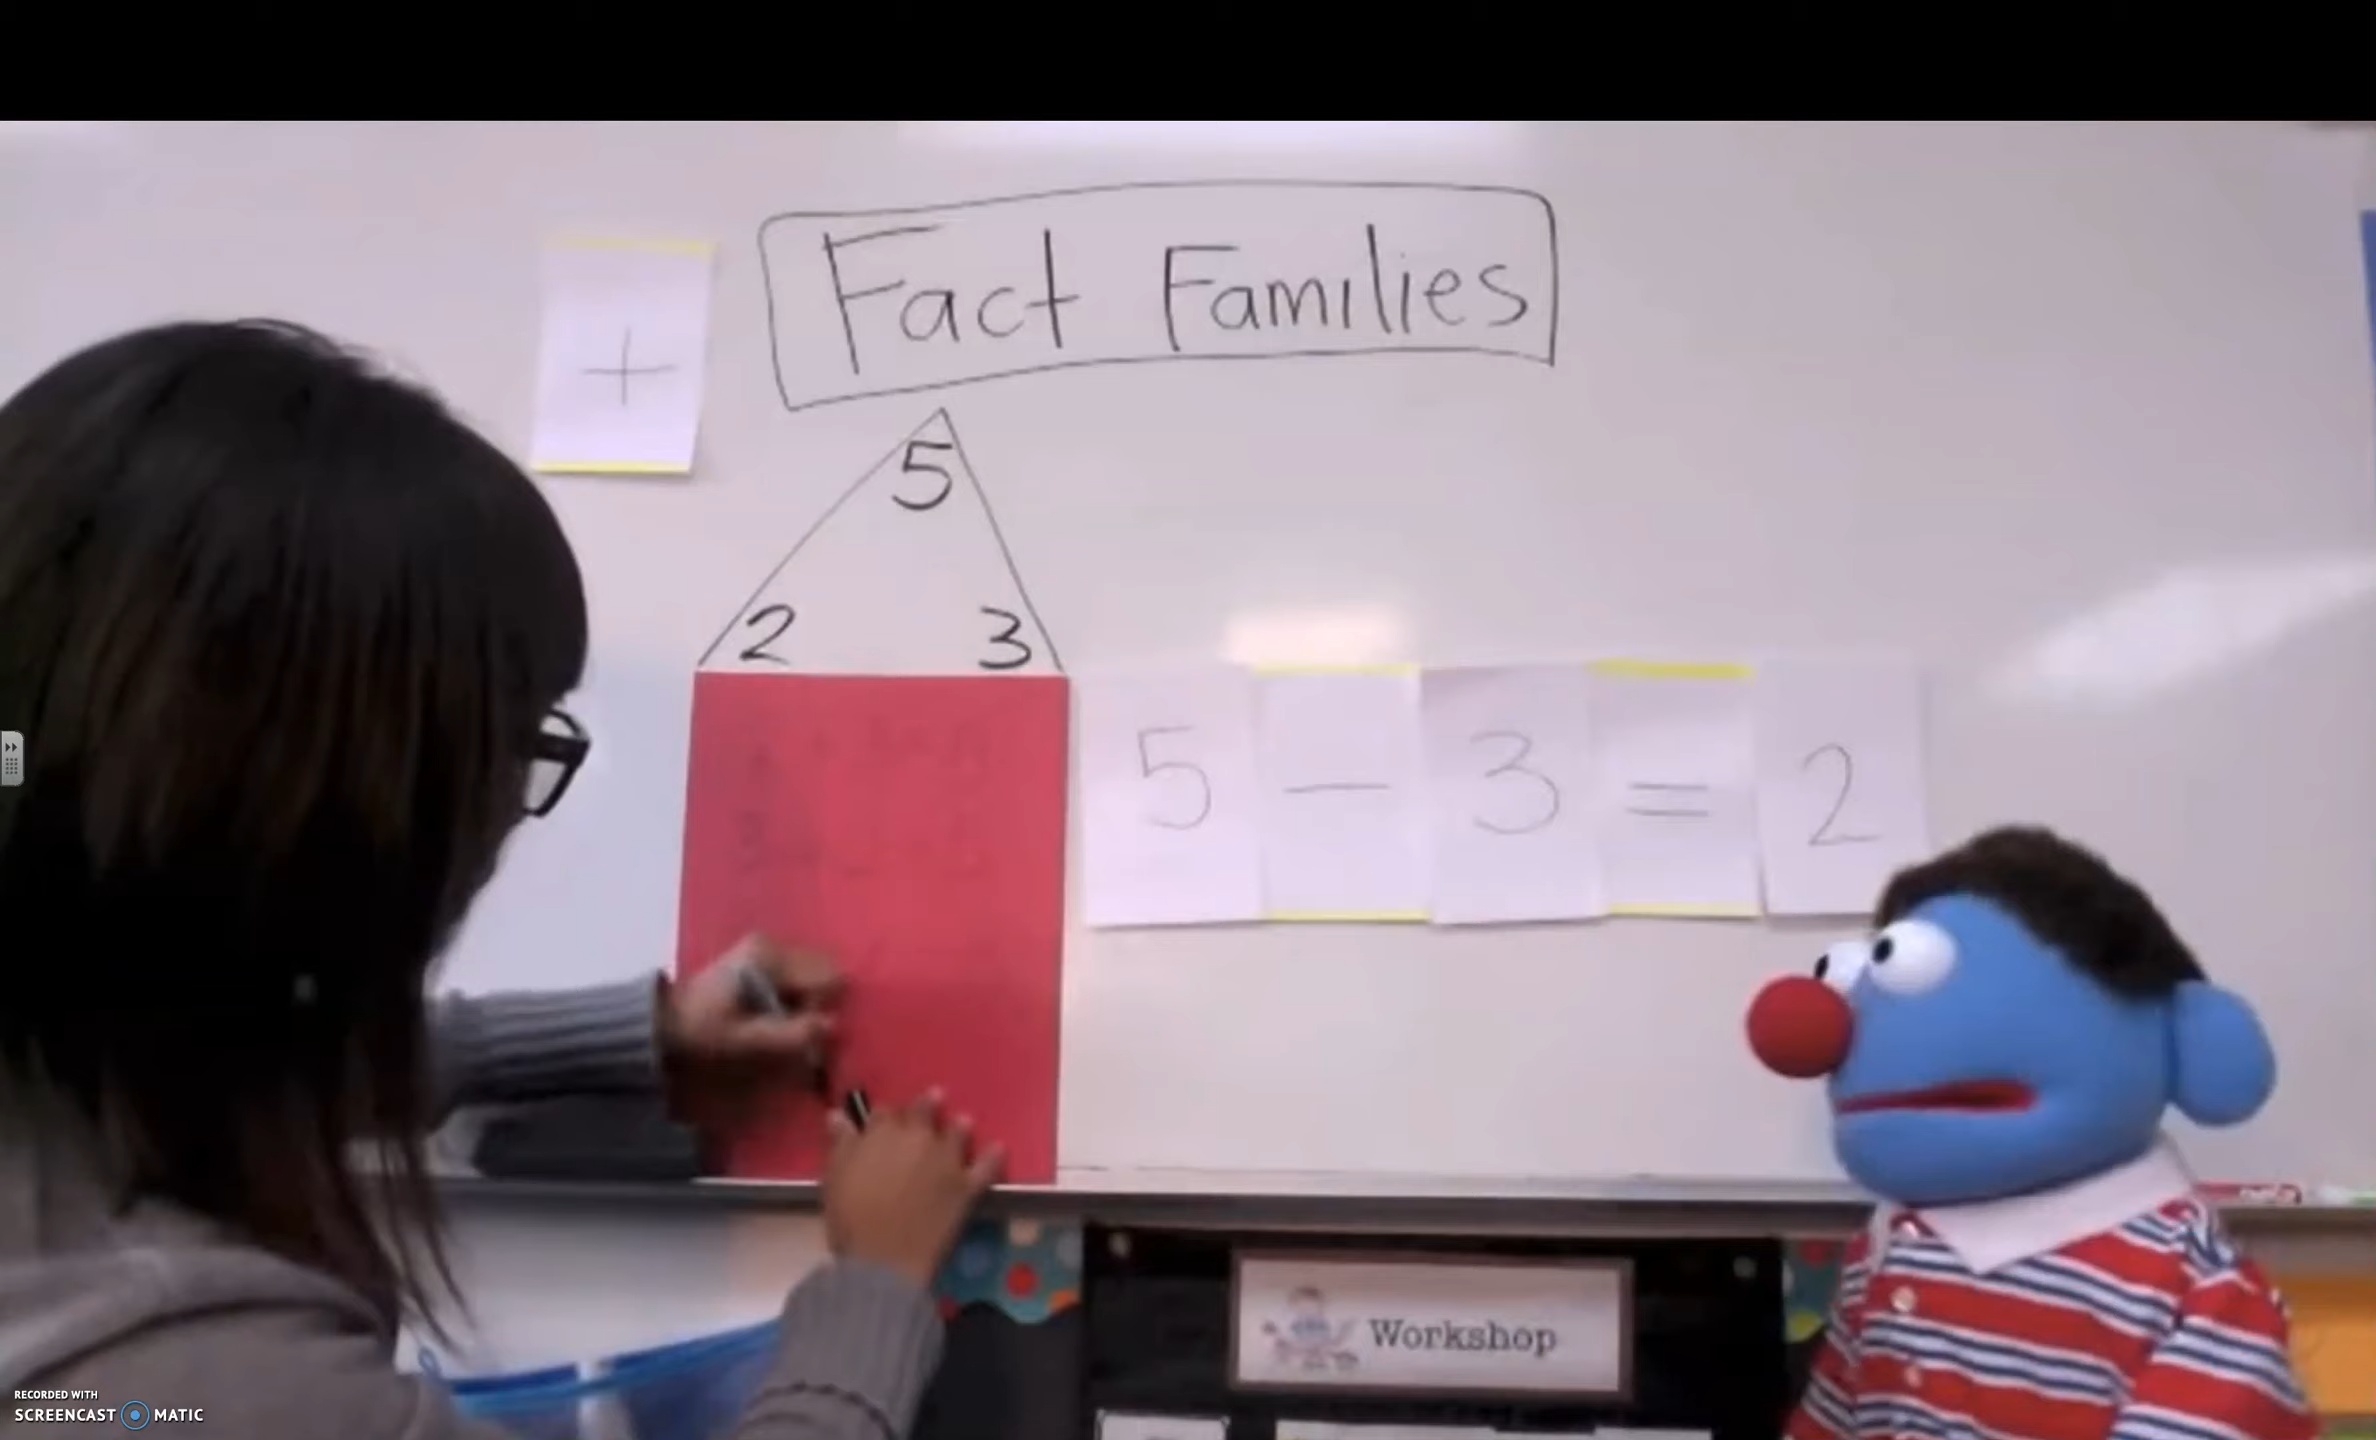 Fact Families
+
5
2 3
5 - 3 = 2
Workshop
RECORDED WITH
SCREENCAST MATIC